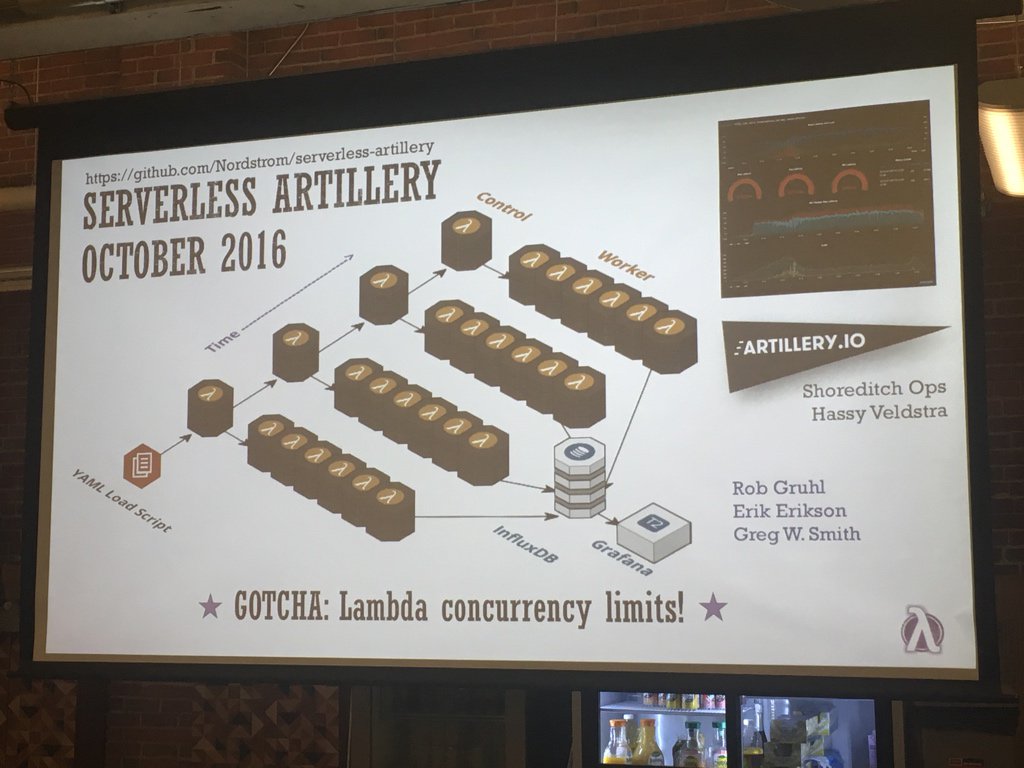 https://github.com/Nordstrom/serverless-artillery
SERVERLESS ARTILLERY
OCTOBER 2016
Control
Worker
Time
YAML Load Script
InfluxDB
Grafana
T2
ARTILLERY.IO
Shoreditch Ops
Hassy Veldstra
Rob Gruhl
Erik Erikson
Greg W. Smith
★ GOTCHA: Lambda concurrency limits! ★